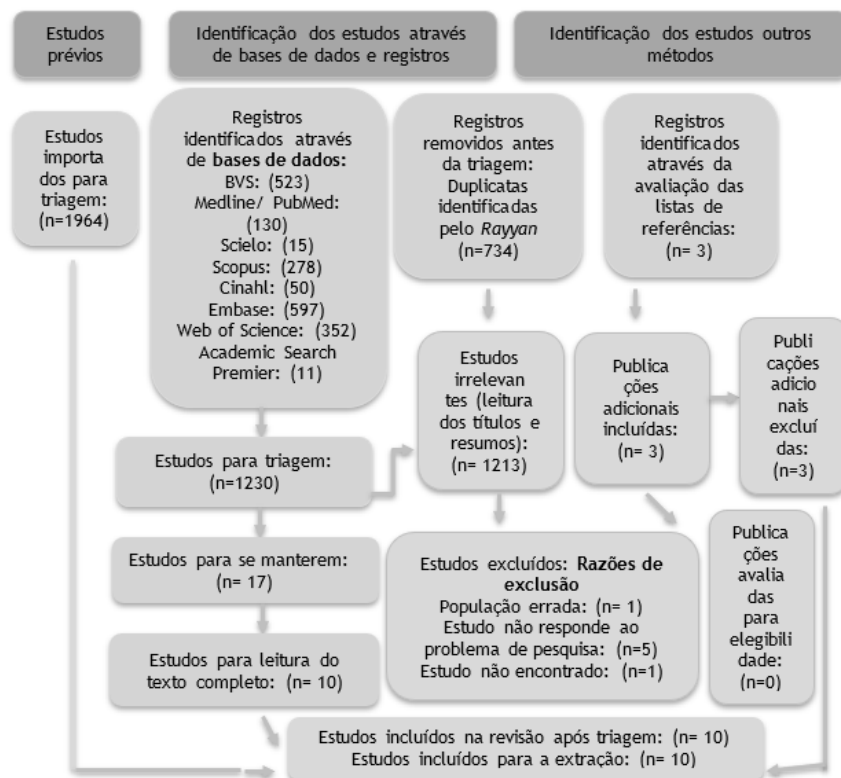 Estudos
prévios
Identificação dos estudos através
de bases de dados e registros
Identificação dos estudos outros
métodos
Estudos
importa
dos para
triagem:
(n=1964)
Registros
identificados através
de bases de dados:
BVS: (523)
Medline/ PubMed:
(130)
Scielo: (15)
Scopus: (278)
Cinahl: (50)
Embase: (597)
Web of Science: (352)
Academic Search
Premier: (11)
Registros
removidos antes
da triagem:
Duplicatas
identificadas
pelo Rayyan
(n=734)
Registros
identificados
através da
avaliação das
listas de
referências:
(n= 3)
Estudos para triagem:
(n=1230)
Estudos
irrelevan
tes (leitura
dos títulos e
resumos):
(n= 1213)
Publica
ções
adicionais
incluídas:
(n= 3)
Publi
cações
adicio
nais
excluí
das:
(n=3)
Estudos para se manterem:
(n= 17)
Estudos excluídos: Razões de
exclusão
População errada: (n= 1)
Estudo não responde ao
problema de pesquisa: (n=5)
Estudo não encontrado: (n=1)
Publica
ções
avalia
das
para
elegibili
dade:
(n=0)
Estudos para leitura do
texto completo: (n= 10)
Estudos incluídos na revisão após triagem: (n= 10)
Estudos incluídos para a extração: (n= 10)